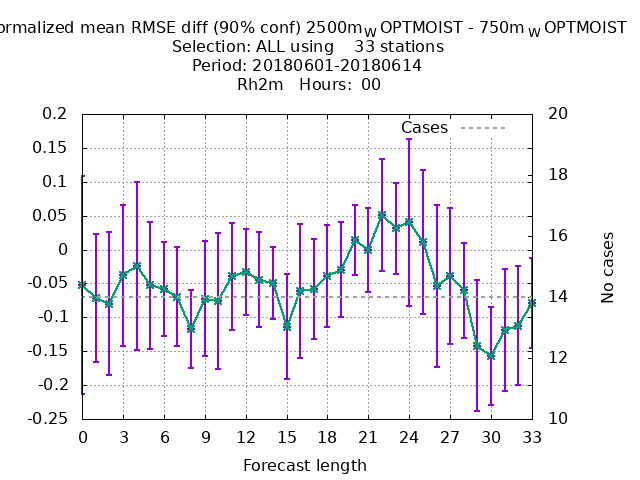 ormalized mean RMSE diff (90% conf) 2500m W OPTMOIST - 750m W OPTMOIST
Selection: ALL using 33 stations
Period: 20180601-20180614
Rh2m Hours: 00
0.2
0.15
0.1
0.05
0
-0.05
-0.1
-0.15
-0.2
-0.25
Cases
20
18
16
14
12
10
No cases
0 3 6 9 12 15 18 21 24 27 30 33
Forecast length